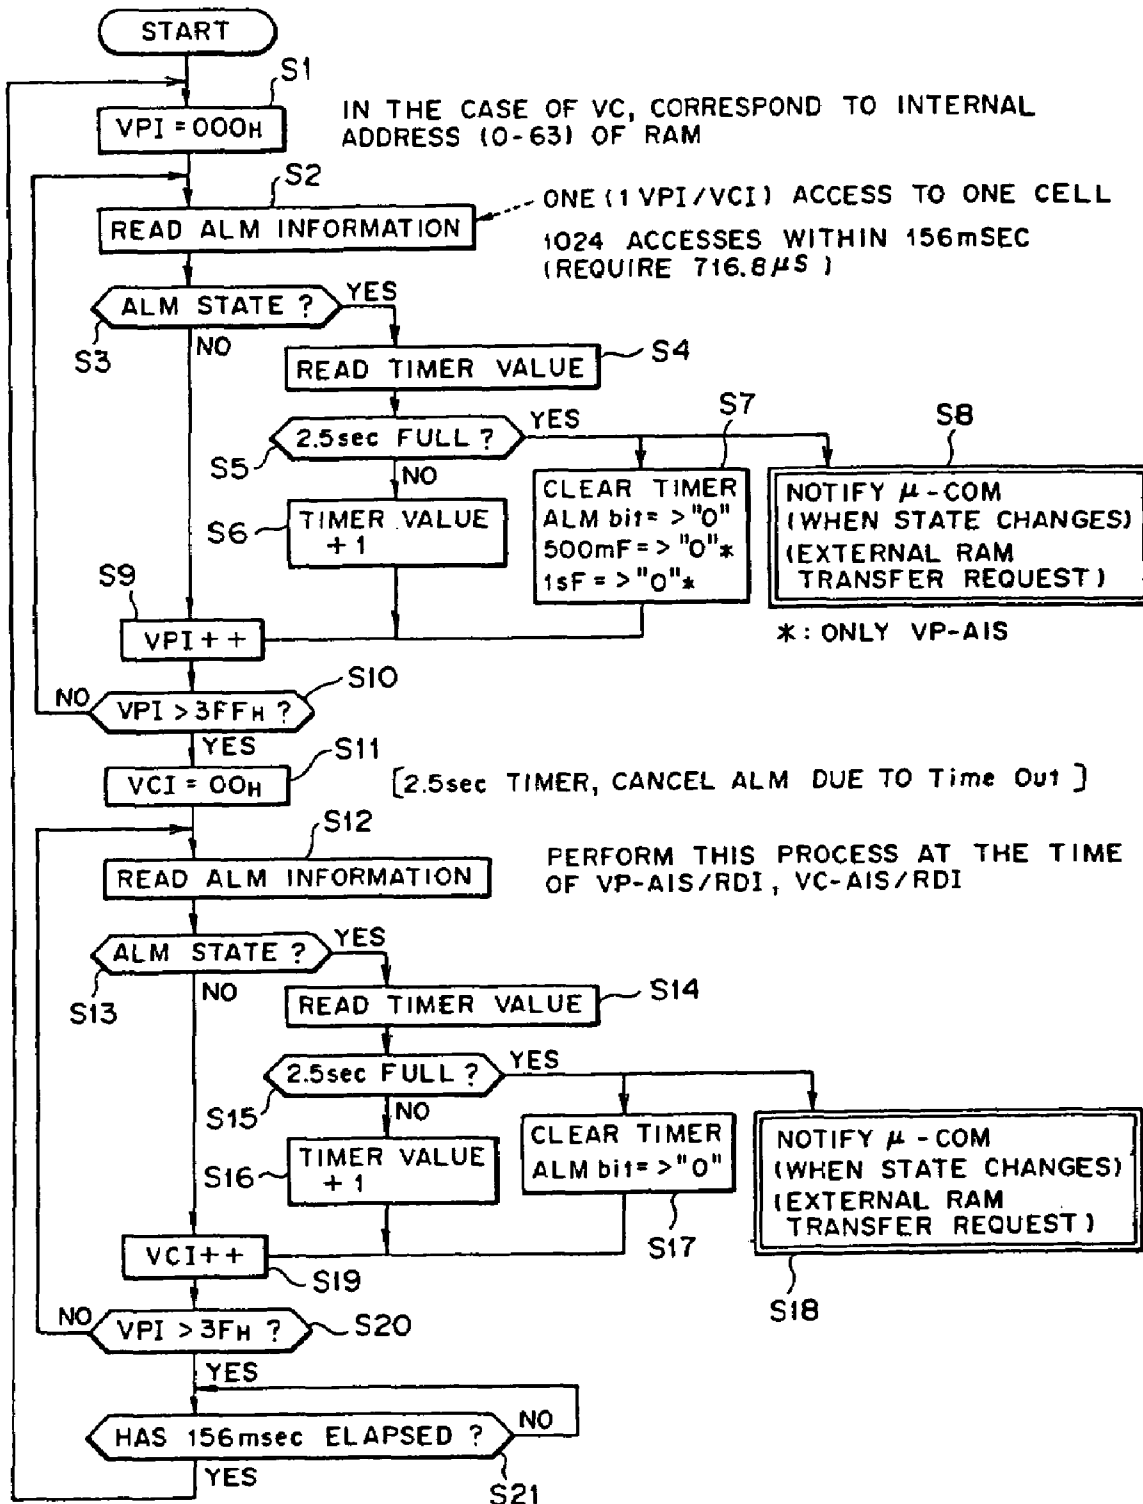 START
S1
VPI = 000H
IN THE CASE OF VC, CORRESPOND TO INTERNAL
ADDRESS (0-63) OF RAM
S2
READ ALM INFORMATION
ONE (1 VPI/VCI) ACCESS TO ONE CELL
1024 ACCESSES WITHIN 156mSEC
(REQUIRE 716.8μS)
ALM STATE ?
YES
S3
NO
S4
READ TIMER VALUE
2.5sec FULL ?
YES
S5
NO
S6
TIMER VALUE
+ 1
S7
CLEAR TIMER
ALM bit= >"0"
500mF= >"0"*
1sF= >"0"*
S8
NOTIFY μ-COM
(WHEN STATE CHANGES)
(EXTERNAL RAM
TRANSFER REQUEST)
*: ONLY VP-AIS
S9
VPI++
S10
NO
VPI > 3FFH ?
YES
S11
VCI = 00H
[2.5sec TIMER, CANCEL ALM DUE TO Time Out]
S12
READ ALM INFORMATION
PERFORM THIS PROCESS AT THE TIME
OF VP-AIS/RDI, VC-AIS/RDI
ALM STATE ?
YES
S13
NO
S14
READ TIMER VALUE
2.5sec FULL ?
YES
S15
NO
S16
TIMER VALUE
+ 1
CLEAR TIMER
ALM bit= >"0"
S17
NOTIFY μ-COM
(WHEN STATE CHANGES)
(EXTERNAL RAM
TRANSFER REQUEST)
S18
VCI++
S19
NO
VPI > 3FH ?
S20
YES
HAS 156msec ELAPSED ?
NO
YES
S21